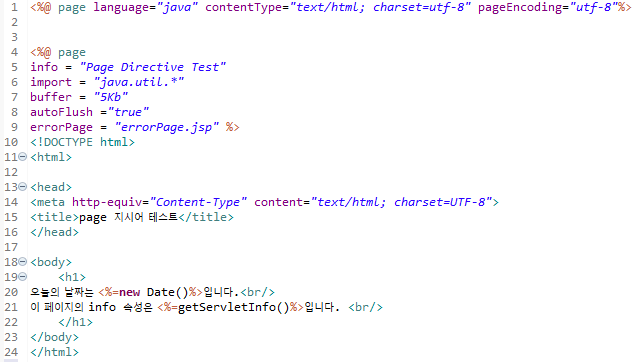 1 <%@ page language="java" contentType="text/html; charset=utf-8" pageEncoding="utf-8"%>
2
3
4 <%@ page
5 info = "Page Directive Test"
6 import = "java.util.*"
7 buffer = "5Kb"
8 autoFlush ="true"
9 errorPage = "errorPage.jsp" %>
10 <!DOCTYPE html>
11 <html>
12
13 <head>
14 <meta http-equiv="Content-Type" content="text/html; charset=UTF-8">
15 <title>page 지시어 테스트</title>
16 </head>
17
18 <body>
19     <h1>
20 오늘의 날짜는 <%=new Date()%>입니다.<br/>
21 이 페이지의 info 속성은 <%=getServletInfo()%>입니다. <br/>
22     </h1>
23 </body>
24 </html>